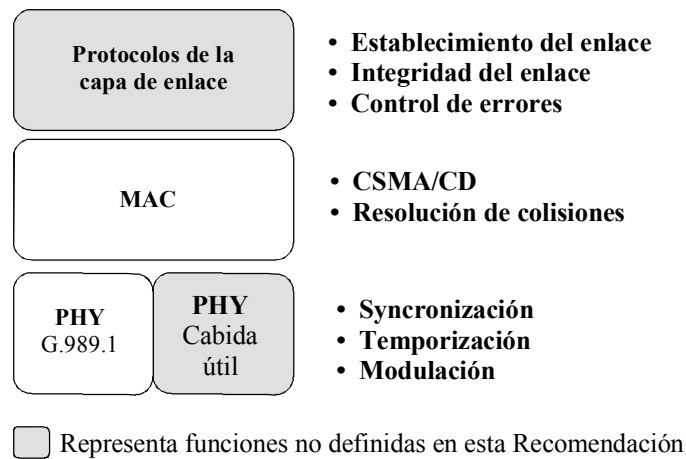 Protocolos de la
capa de enlace
• Establecimiento del enlace
• Integridad del enlace
• Control de errores
MAC
• CSMA/CD
• Resolución de colisiones
PHY
G.989.1
PHY
Cabida
útil
• Syncronización
• Temporización
• Modulación
Representa funciones no definidas en esta Recomendación